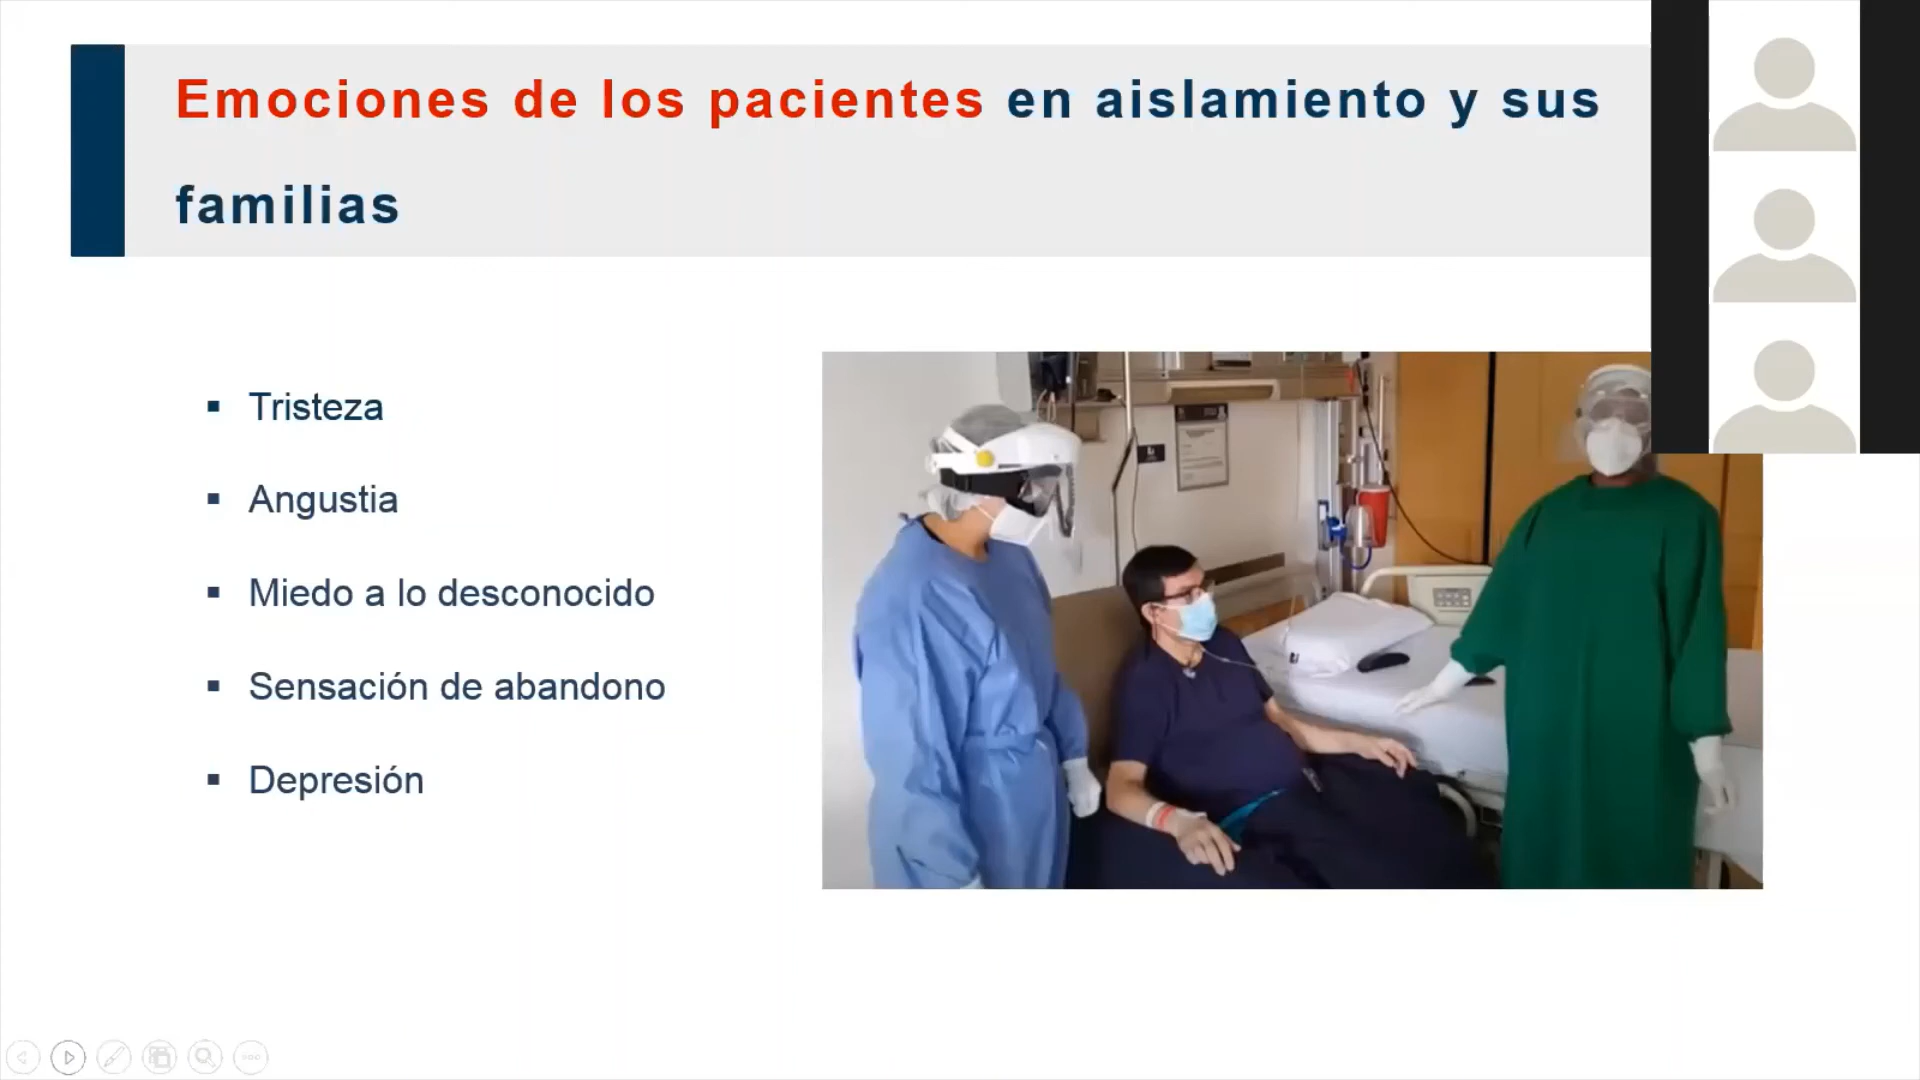 Emociones de los pacientes en aislamiento y sus
familias
▪ Tristeza
▪ Angustia
▪ Miedo a lo desconocido
▪ Sensación de abandono
▪ Depresión